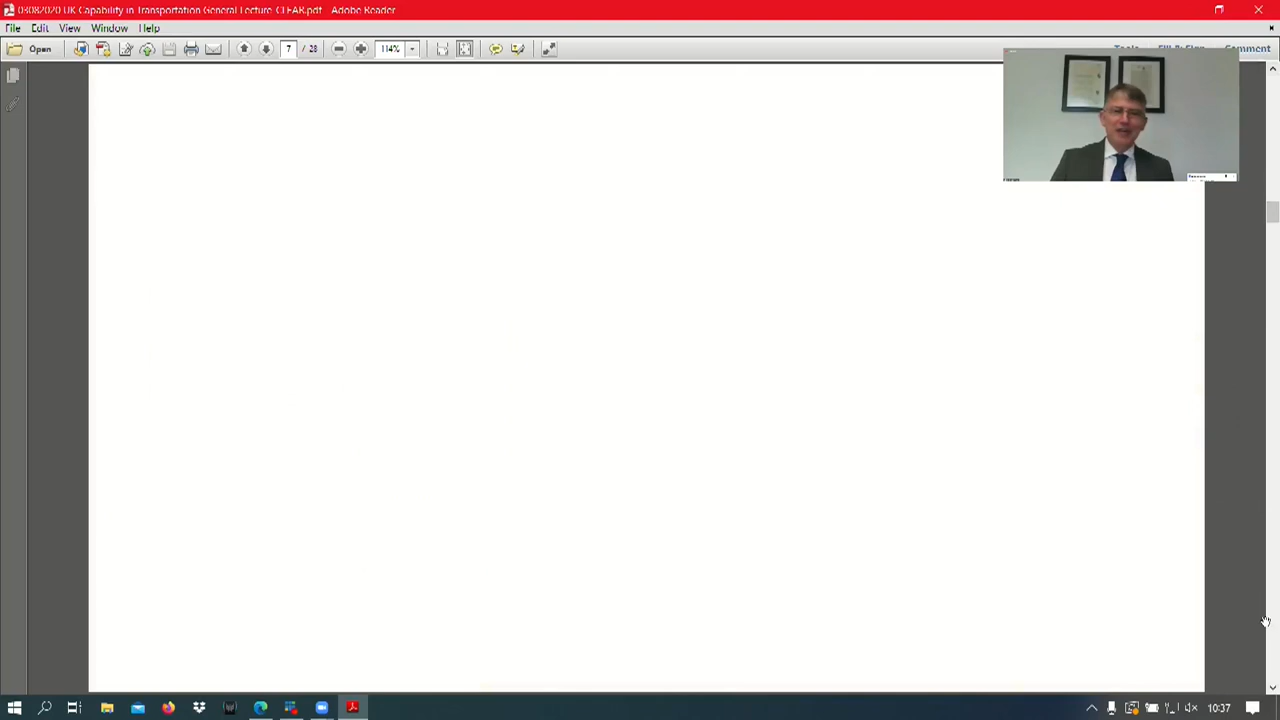 03082020 UK Capability in Transportation General Lecture CLEAR.pdf - Adobe Reader
File Edit View Window Help
Open 7 / 28 114% Comment
10:37